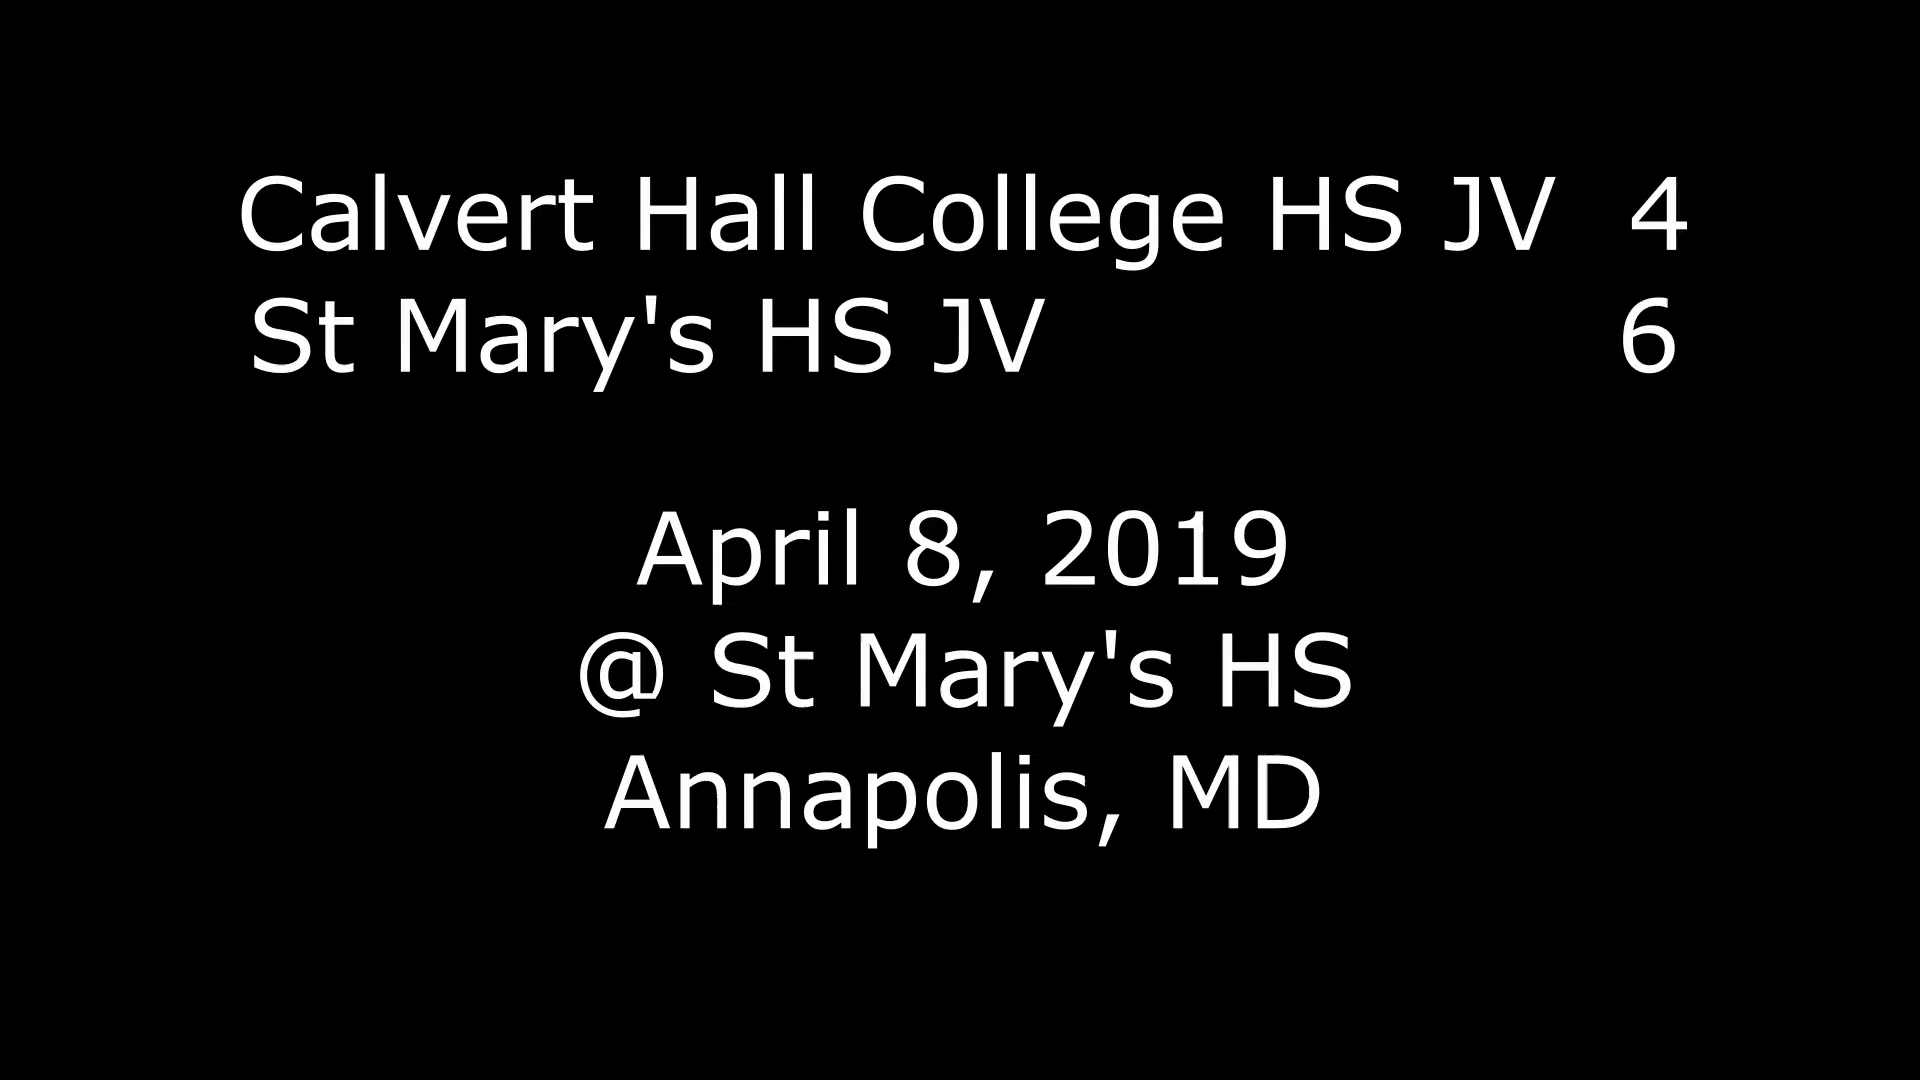 Calvert Hall College HS JV 4
St Mary's HS JV 6
April 8, 2019
@ St Mary's HS
Annapolis, MD